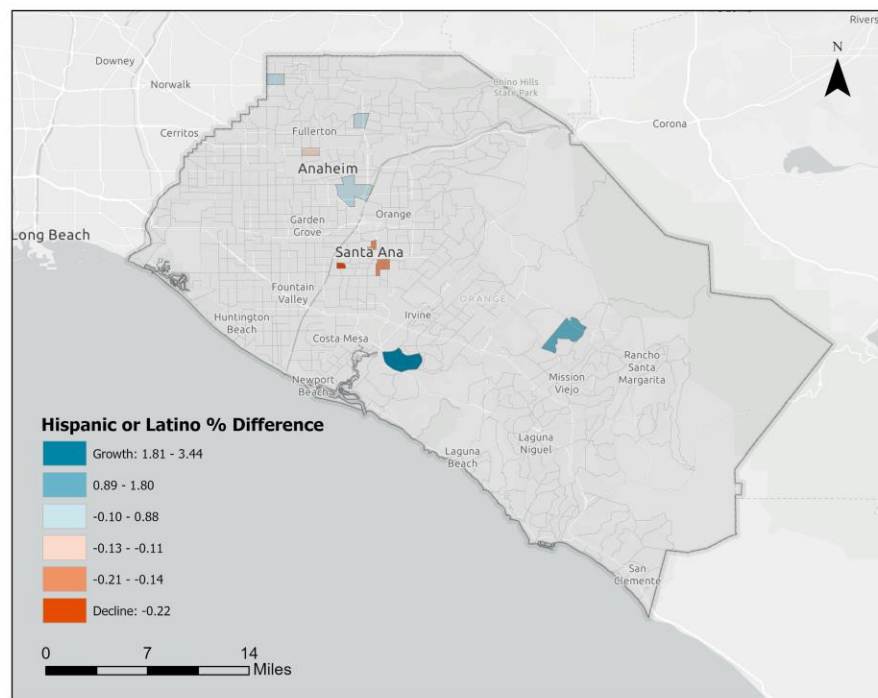 Rivers
Downey
Norwalk
Chino Hills
State Park
N
Cerritos
Fullerton
Corona
Anaheim
Garden
Grove
Orange
Long Beach
Santa Ana
Fountain
Valley
ORANGE
Huntington
Beach
Irvine
Costa Mesa
Newport
Beach
Mission
Viejo
Rancho
Santa
Margarita
Laguna
Beach
Laguna
Niguel
San
Clemente
Hispanic or Latino % Difference
Growth: 1.81 - 3.44
0.89 - 1.80
-0.10 - 0.88
-0.13 - -0.11
-0.21 - -0.14
Decline: -0.22
0 7 14
Miles